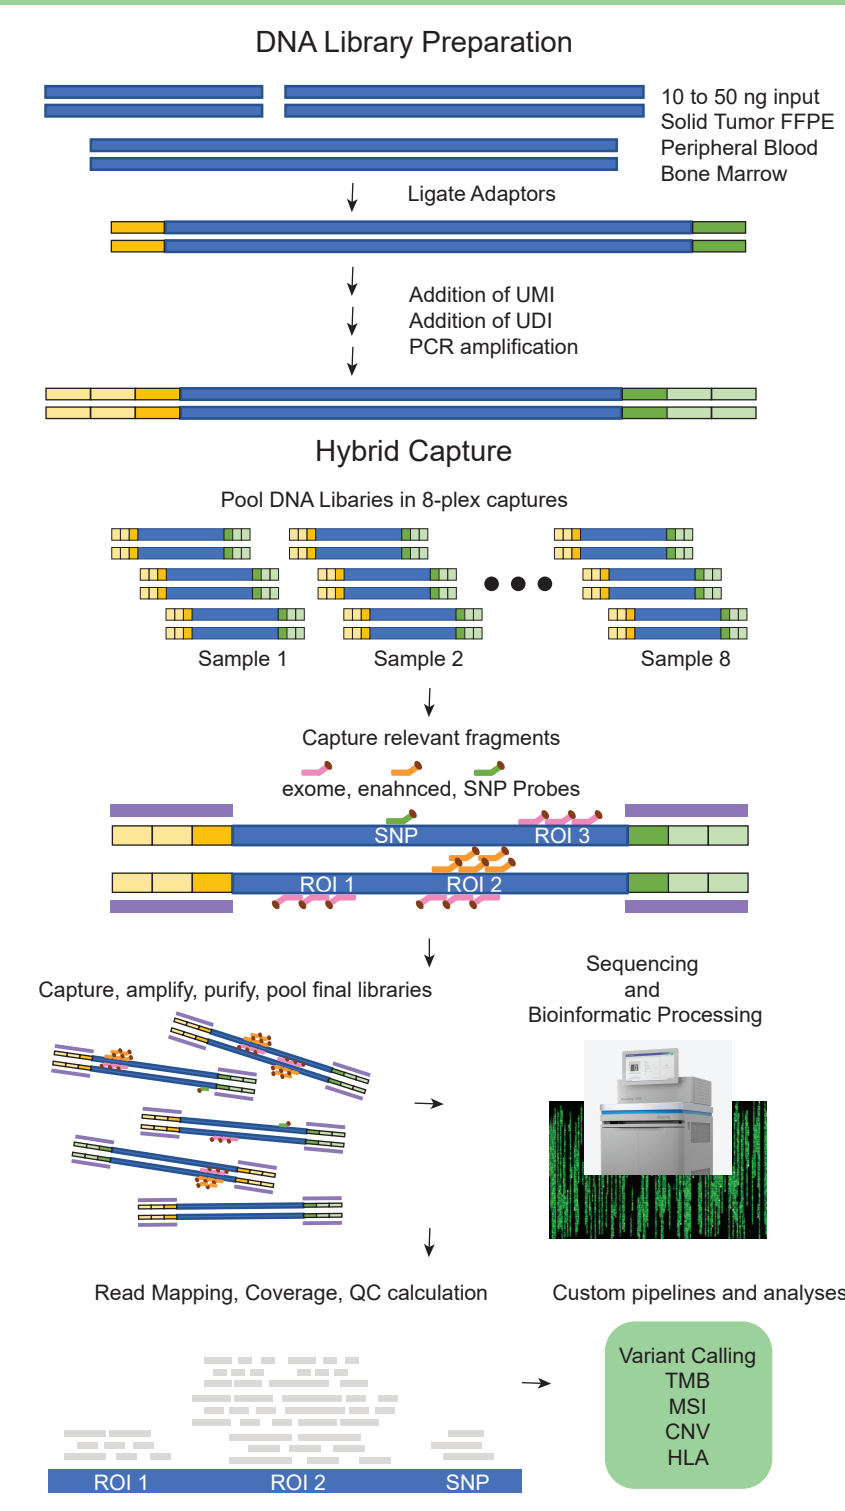 DNA Library Preparation
10 to 50 ng input
Solid Tumor FFPE
Peripheral Blood
Bone Marrow
Ligate Adaptors
Addition of UMI
Addition of UDI
PCR amplification
Hybrid Capture
Pool DNA Libaries in 8-plex captures
Sample 1
Sample 2
Sample 8
Capture relevant fragments
exome, enahnced, SNP Probes
SNP
ROI 3
ROI 1
ROI 2
Capture, amplify, purify, pool final libraries
Sequencing
and
Bioinformatic Processing
Read Mapping, Coverage, QC calculation
Custom pipelines and analyses
Variant Calling
TMB
MSI
CNV
HLA
ROI 1
ROI 2
SNP